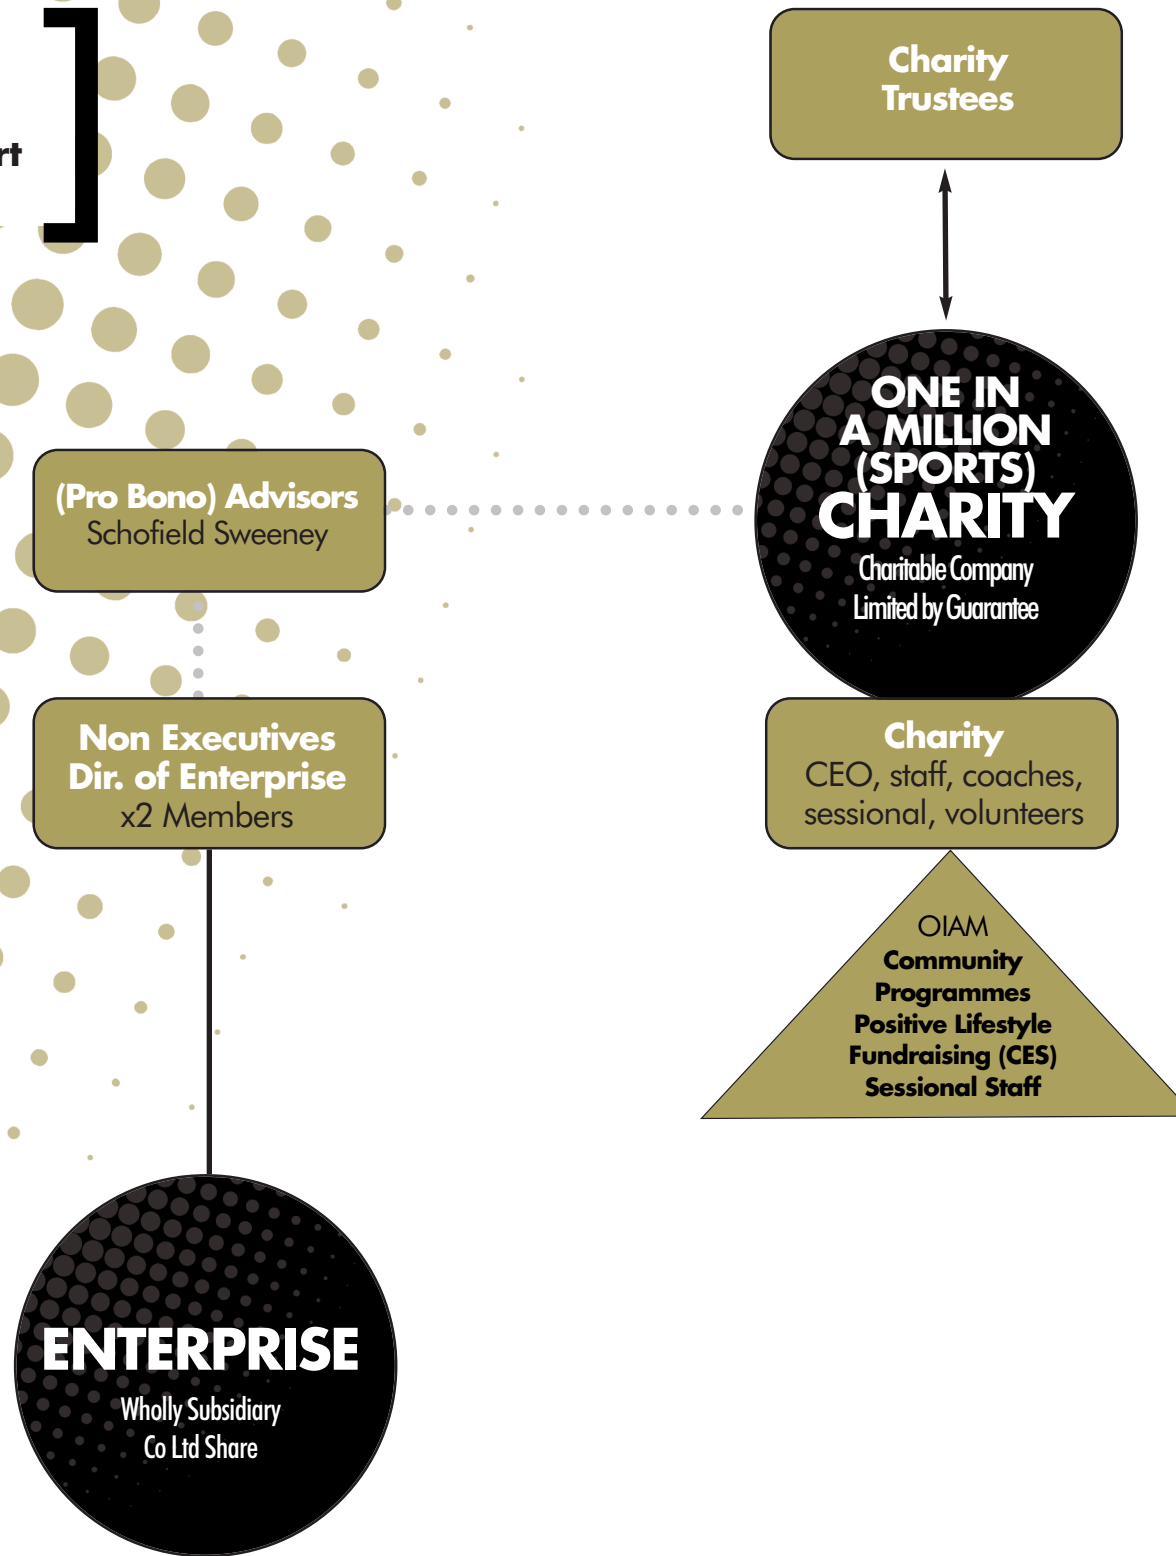 Charity
Trustees
ONE IN
A MILLION
(SPORTS)
CHARITY
Charitable Company
Limited by Guarantee
(Pro Bono) Advisors
Schofield Sweeney
Non Executives
Dir. of Enterprise
x2 Members
Charity
CEO, staff, coaches,
sessional, volunteers
OIAM
Community
Programmes
Positive Lifestyle
Fundraising (CES)
Sessional Staff
ENTERPRISE
Wholly Subsidiary
Co Ltd Share